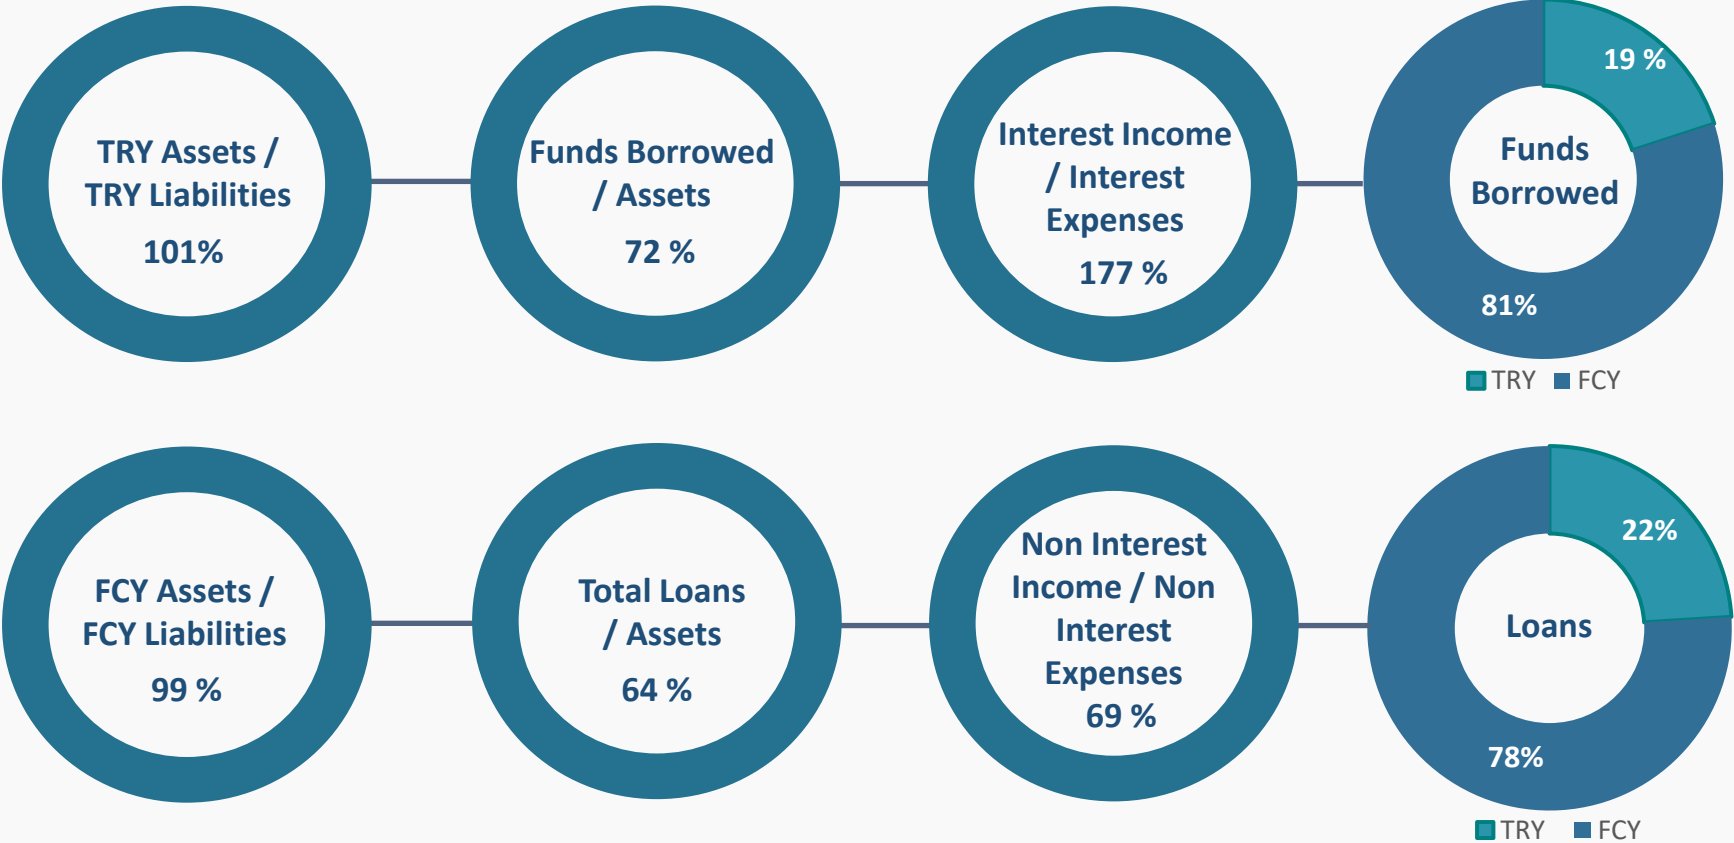 TRY Assets /
TRY Liabilities
101%
Funds Borrowed
/ Assets
72 %
Interest Income
/ Interest
Expenses
177 %
19 %
Funds
Borrowed
81%
TRY FCY
FCY Assets /
FCY Liabilities
99 %
Total Loans
/ Assets
64 %
Non Interest
Income / Non
Interest
Expenses
69 %
22%
Loans
78%
TRY FCY